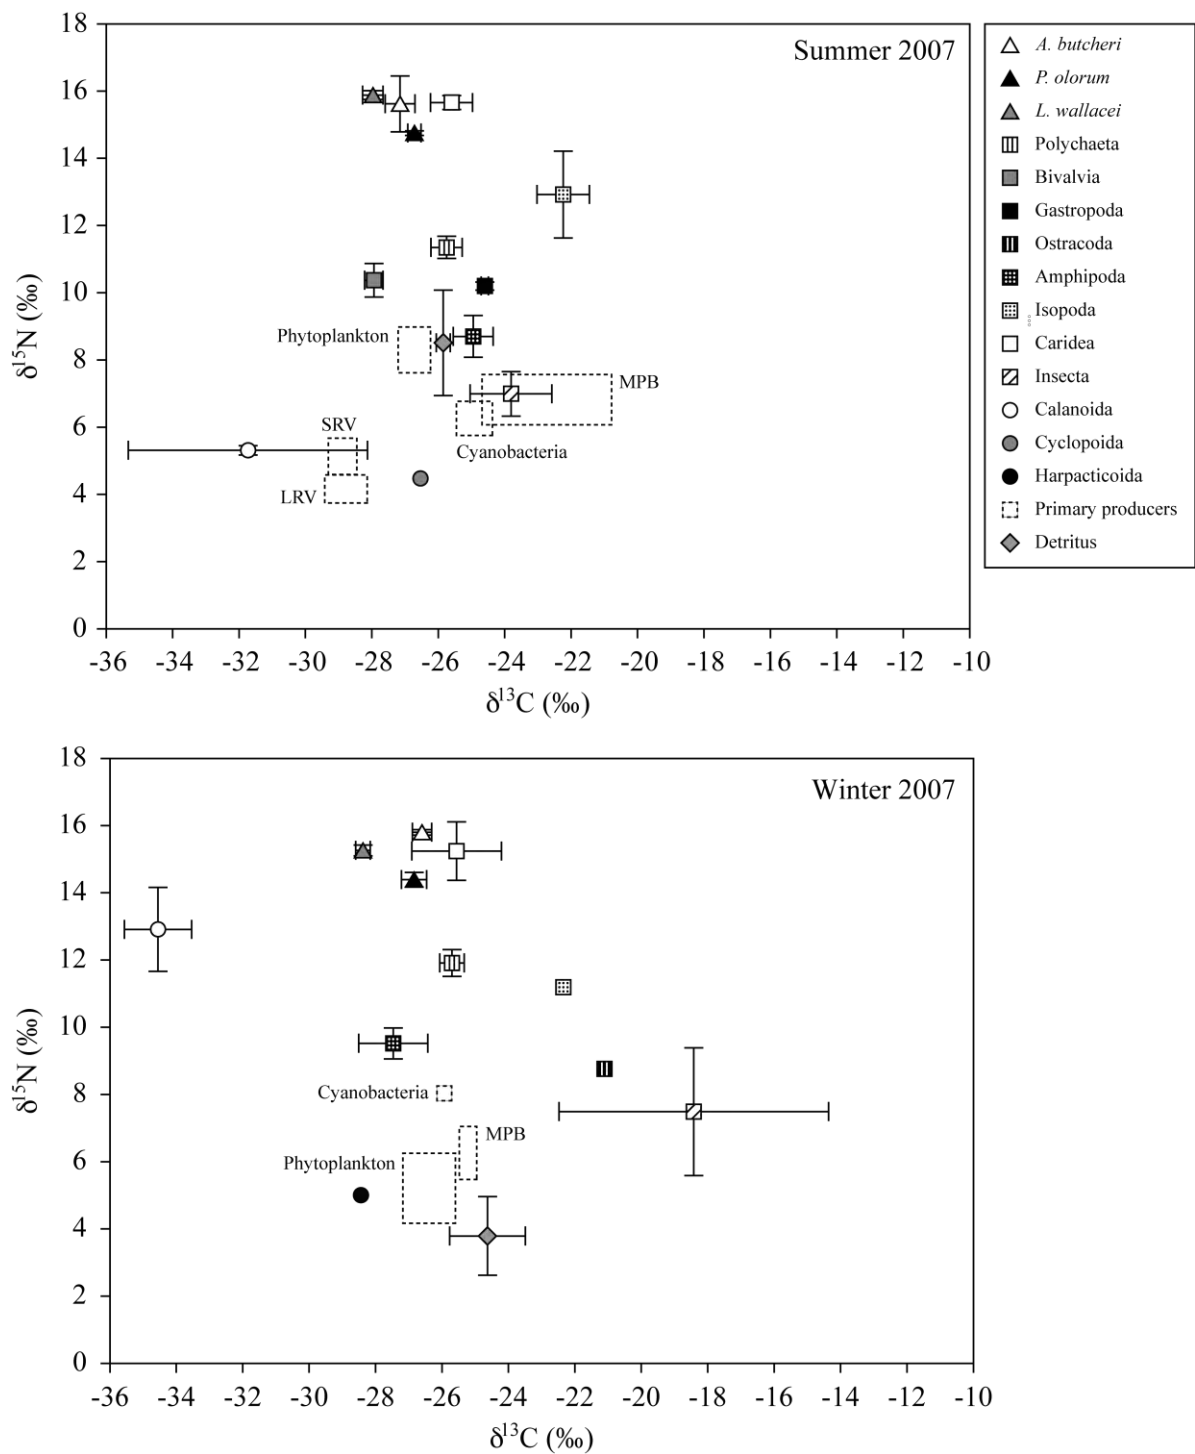 Summer 2007
18
16
14
12
10
8
6
4
2
0
δ15N (‰)
Phytoplankton
MPB
SRV
Cyanobacteria
LRV
-36 -34 -32 -30 -28 -26 -24 -22 -20 -18 -16 -14 -12 -10
δ13C (‰)
A. butcheri
P. olorum
L. wallacei
Polychaeta
Bivalvia
Gastropoda
Ostracoda
Amphipoda
Isopoda
Caridea
Insecta
Calanoida
Cyclopoida
Harpacticoida
Primary producers
Detritus
Winter 2007
18
16
14
12
10
8
6
4
2
0
δ15N (‰)
Cyanobacteria
MPB
Phytoplankton
-36 -34 -32 -30 -28 -26 -24 -22 -20 -18 -16 -14 -12 -10
δ13C (‰)